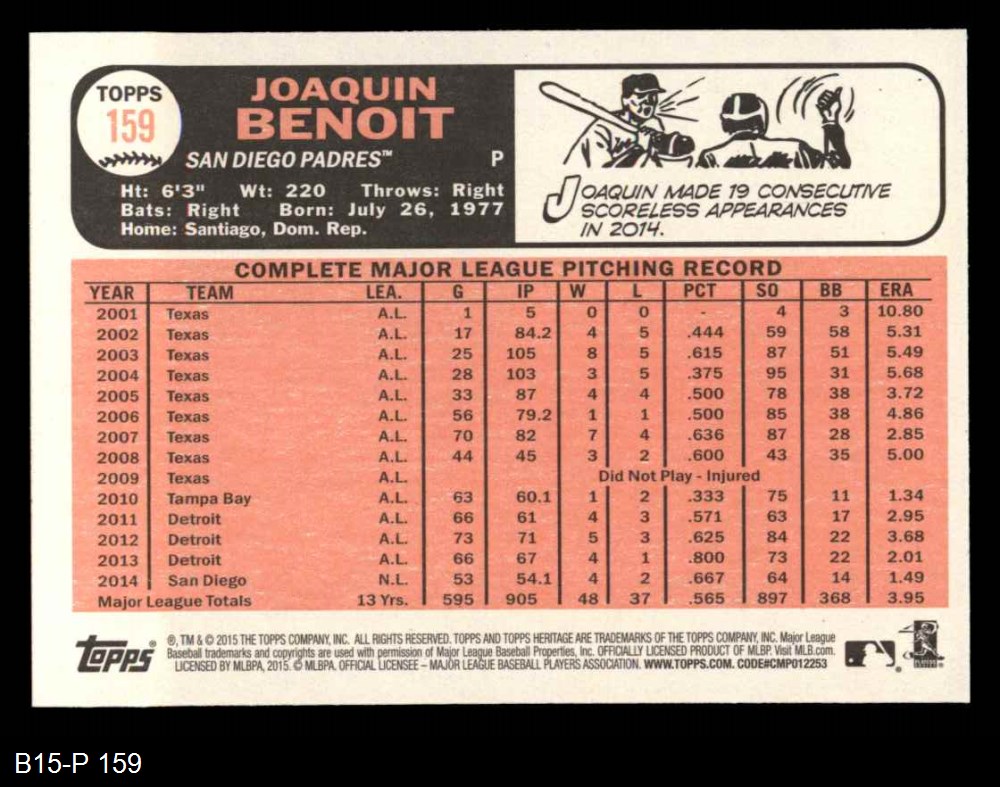 TOPPS
159
JOAQUIN
BENOIT
SAN DIEGO PADRES™ P
Ht: 6'3" Wt: 220 Throws: Right
Bats: Right Born: July 26, 1977
Home: Santiago, Dom. Rep.
JOAQUIN MADE 19 CONSECUTIVE
SCORELESS APPEARANCES
IN 2014.
COMPLETE MAJOR LEAGUE PITCHING RECORD
YEAR TEAM LEA. G IP W L PCT SO BB ERA
2001 Texas A.L. 1 5 0 0 - 4 3 10.80
2002 Texas A.L. 17 84.2 4 5 .444 59 58 5.31
2003 Texas A.L. 25 105 8 5 .615 87 51 5.49
2004 Texas A.L. 28 103 3 5 .375 95 31 5.68
2005 Texas A.L. 33 87 4 4 .500 78 38 3.72
2006 Texas A.L. 56 79.2 1 1 .500 85 38 4.86
2007 Texas A.L. 70 82 7 4 .636 87 28 2.85
2008 Texas A.L. 44 45 3 2 .600 43 35 5.00
2009 Texas A.L. Did Not Play - Injured
2010 Tampa Bay A.L. 63 60.1 1 2 .333 75 11 1.34
2011 Detroit A.L. 66 61 4 3 .571 63 17 2.95
2012 Detroit A.L. 73 71 5 3 .625 84 22 3.68
2013 Detroit A.L. 66 67 4 1 .800 73 22 2.01
2014 San Diego N.L. 53 54.1 4 2 .667 64 14 1.49
Major League Totals 13 Yrs. 595 905 48 37 .565 897 368 3.95
topps®
®, TM & © 2015 THE TOPPS COMPANY, INC. ALL RIGHTS RESERVED. TOPPS AND TOPPS HERITAGE ARE TRADEMARKS OF THE TOPPS COMPANY, INC. Major League
Baseball trademarks and copyrights are used with permission of Major League Baseball Properties, Inc. OFFICIALLY LICENSED PRODUCT OF MLBP. Visit MLB.com.
LICENSED BY MLBPA, 2015. © MLBPA. OFFICIAL LICENSEE – MAJOR LEAGUE BASEBALL PLAYERS ASSOCIATION. WWW.TOPPS.COM. CODE#CMP012253
B15-P 159